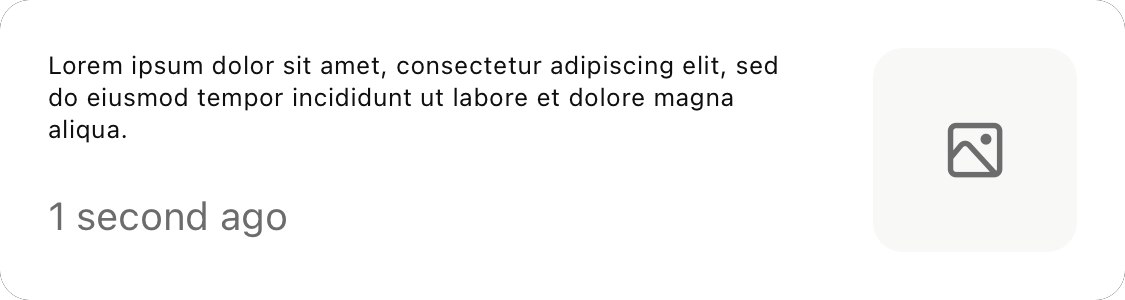 Lorem ipsum dolor sit amet, consectetur adipiscing elit, sed
do eiusmod tempor incididunt ut labore et dolore magna
aliqua.
1 second ago